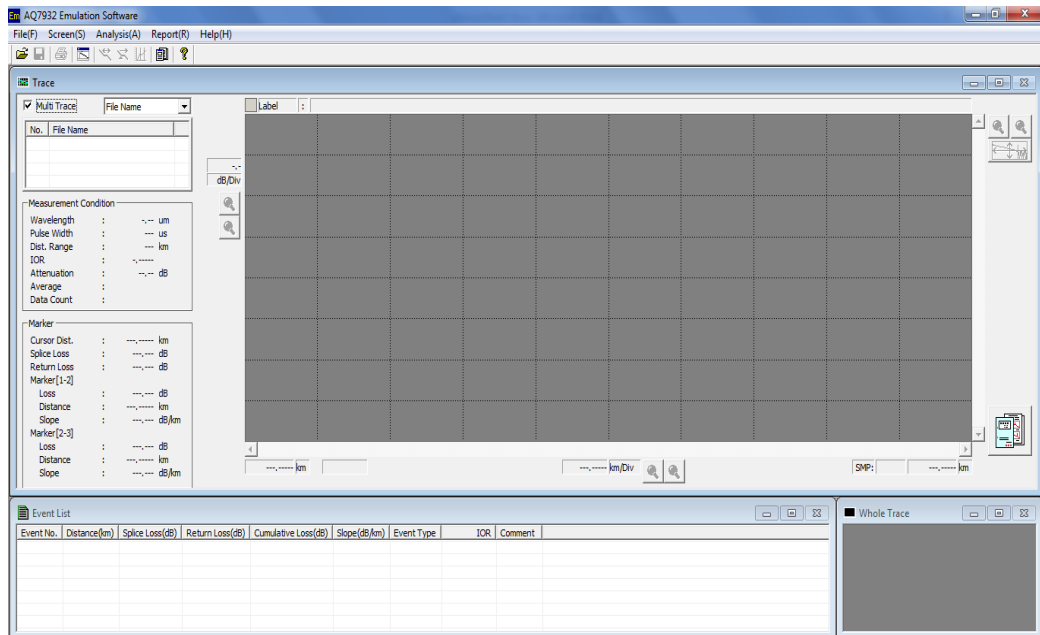 Em AQ7932 Emulation Software
File(F) Screen(S) Analysis(A) Report(R) Help(H)
Trace
Multi Trace File Name
Label :
No. File Name
-.-
dB/Div
Measurement Condition
Wavelength : -.-- um
Pulse Width : --- us
Dist. Range : --- km
IOR : -.-----
Attenuation : --.-- dB
Average :
Data Count :
Marker
Cursor Dist. : ---.----- km
Splice Loss : ---.--- dB
Return Loss : ---.--- dB
Marker[1-2]
Loss : ---.--- dB
Distance : ---.----- km
Slope : ---.--- dB/km
Marker[2-3]
Loss : ---.--- dB
Distance : ---.----- km
Slope : ---.--- dB/km
---.----- km ---.----- km/Div SMP: ---.----- km
Event List
Event No. Distance(km) Splice Loss(dB) Return Loss(dB) Cumulative Loss(dB) Slope(dB/km) Event Type IOR Comment
Whole Trace